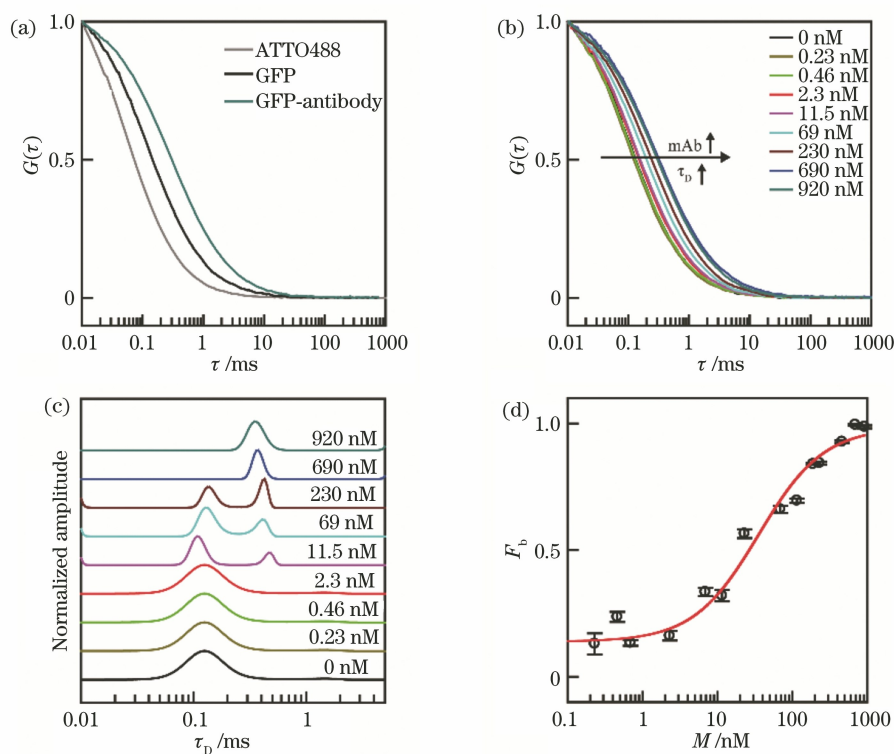 (a)
1.0
0.5
0
G(τ)
ATTO488
GFP
GFP-antibody
0.01
0.1
1
10
100
1000
τ /ms
(b)
1.0
0.5
0
G(τ)
mAb
τD
0 nM
0.23 nM
0.46 nM
2.3 nM
11.5 nM
69 nM
230 nM
690 nM
920 nM
0.01
0.1
1
10
100
1000
τ /ms
(c)
Normalized amplitude
920 nM
690 nM
230 nM
69 nM
11.5 nM
2.3 nM
0.46 nM
0.23 nM
0 nM
0.01
0.1
1
τD /ms
(d)
1.0
0.5
0
Fb
0.1
1
10
100
1000
M /nM